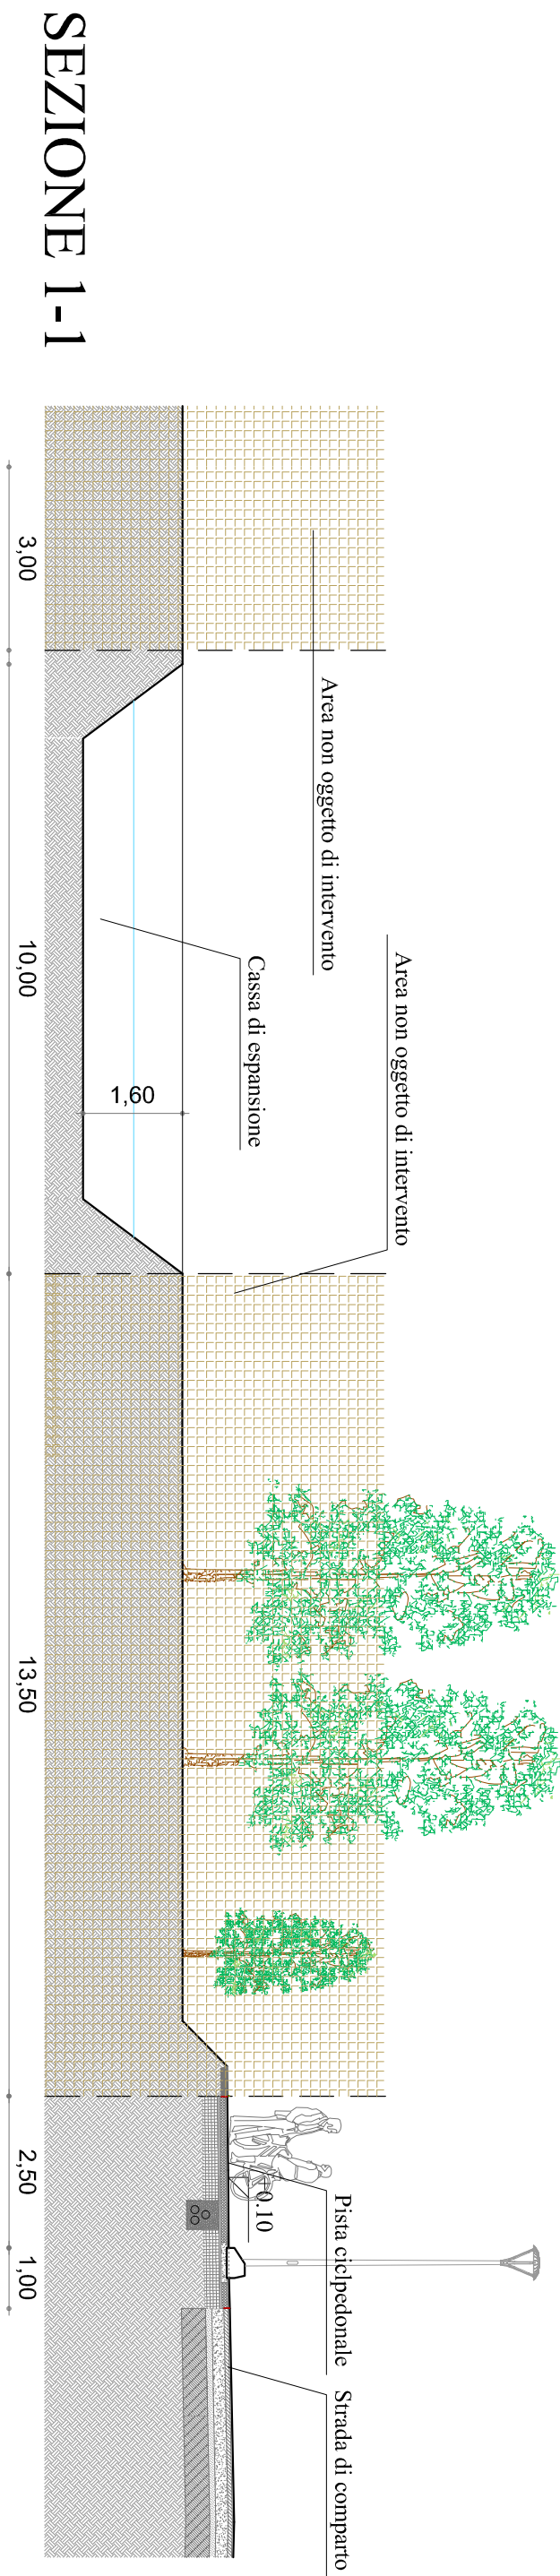 SEZIONE 1-1
Area non oggetto di intervento
Area non oggetto di intervento
Cassa di espansione
1,60
Pista ciclpedonale
Strada di comparto
+0.10
3,00
10,00
13,50
2,50
1,00